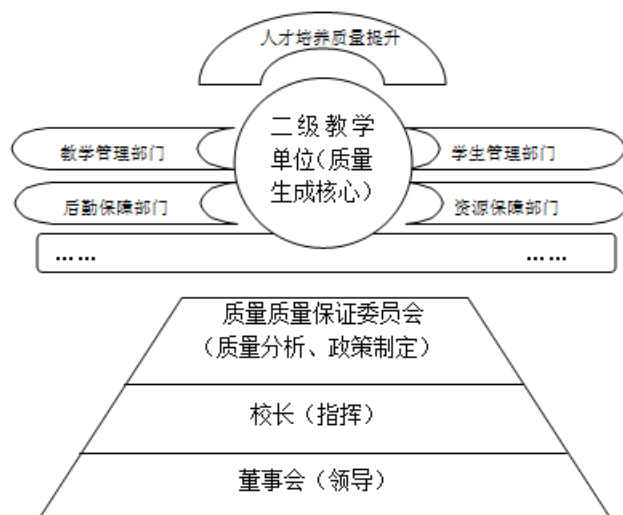 人才培养质量提升
二级教学
单位（质量
生成核心）
教学管理部门
学生管理部门
后勤保障部门
资源保障部门
……
……
质量质量保证委员会
（质量分析、政策制定）
校长（指挥）
董事会（领导）